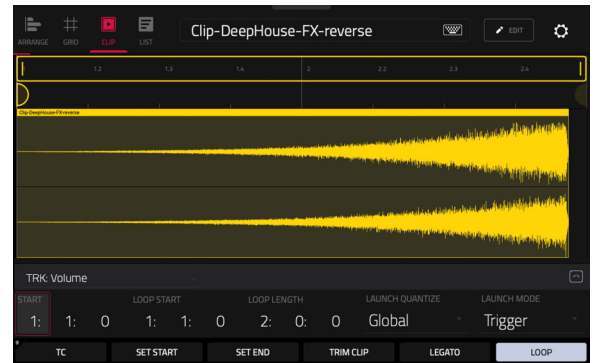 Clip-DeepHouse-FX-reverse
EDIT
ARRANGE GRID CLIP LIST
1 1.2 1.3 1.4 2 2.2 2.3 2.4
Clip-DeepHouse-FX-reverse
TRK: Volume
START LOOP START LOOP LENGTH LAUNCH QUANTIZE LAUNCH MODE
1: 1: 0 1: 1: 0 2: 0: 0 Global Trigger
TC SET START SET END TRIM CLIP LEGATO LOOP